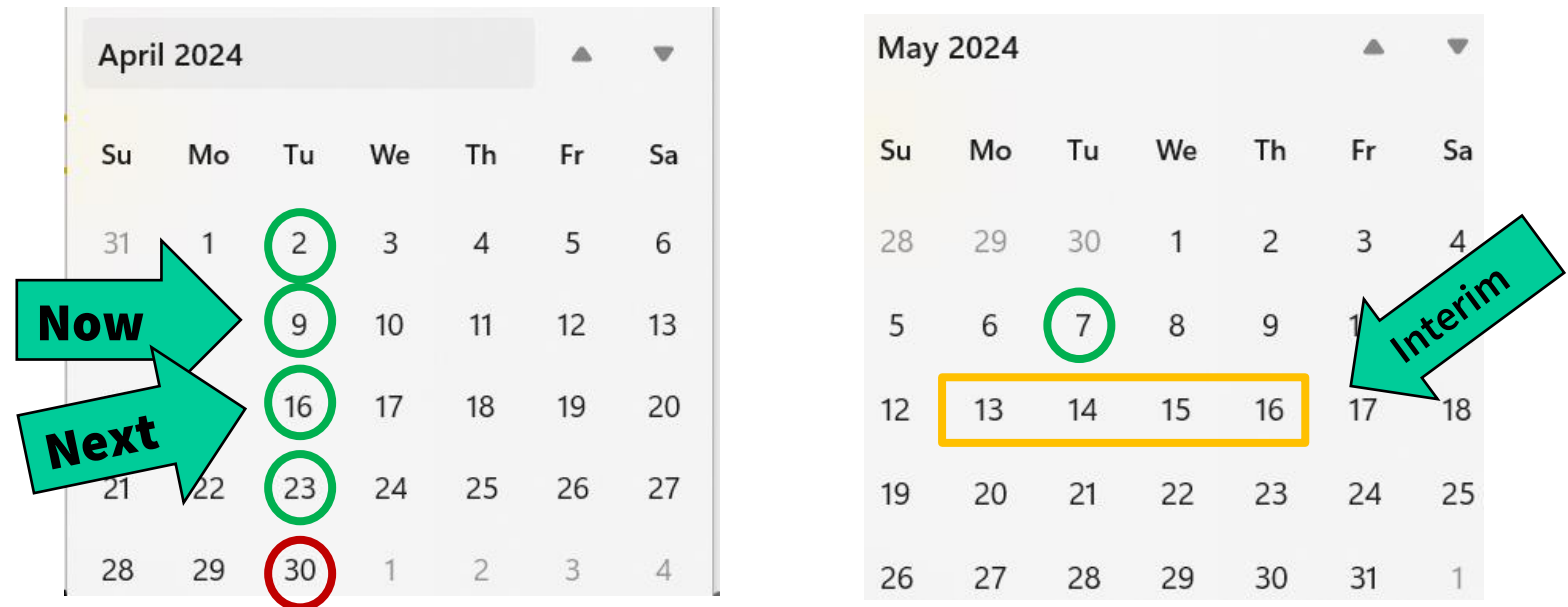 April 2024
Su Mo Tu We Th Fr Sa
31 1 2 3 4 5 6
Now
9 10 11 12 13
Next
16 17 18 19 20
21 22 23 24 25 26 27
28 29 30 1 2 3 4
May 2024
Su Mo Tu We Th Fr Sa
28 29 30 1 2 3 4
Interim
5 6 7 8 9
12 13 14 15 16 17 18
19 20 21 22 23 24 25
26 27 28 29 30 31 1